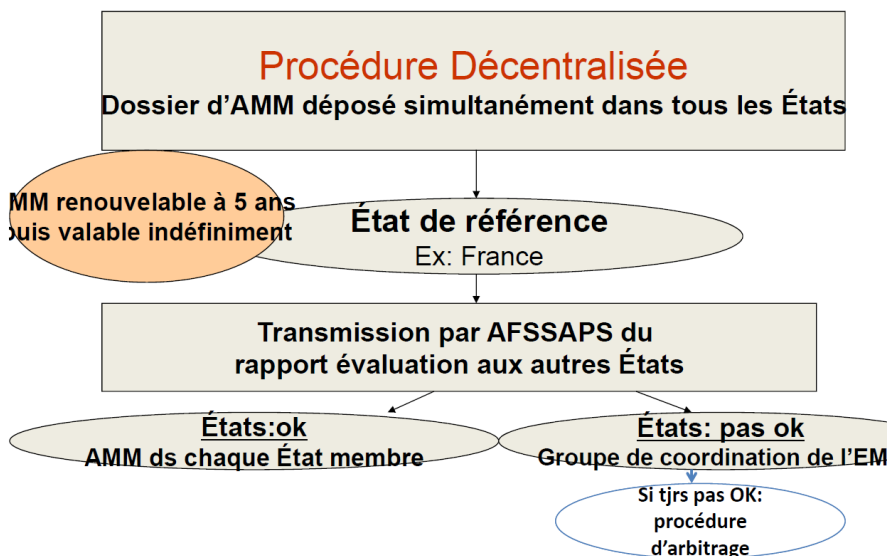 Procédure Décentralisée
Dossier d'AMM déposé simultanément dans tous les États
MM renouvelable à 5 ans
puis valable indéfiniment
État de référence
Ex: France
Transmission par AFSSAPS du
rapport évaluation aux autres États
États:ok
AMM ds chaque État membre
États: pas ok
Groupe de coordination de l'EM
Si tjrs pas OK:
procédure
d'arbitrage